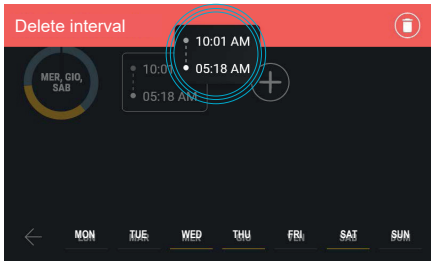 Delete interval
10:01 AM
05:18 AM
MER, GIO,
SAB
05:18 AM
MON TUE WED THU FRI SAT SUN